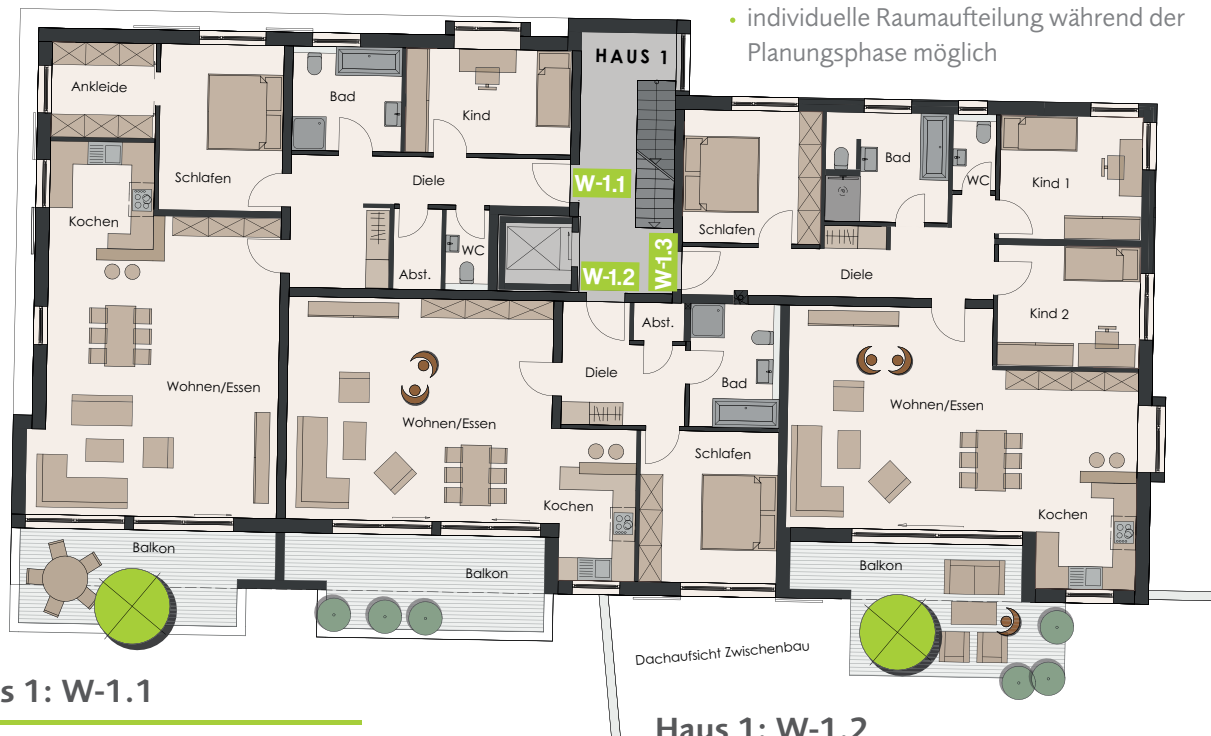 • individuelle Raumaufteilung während der
Planungsphase möglich
HAUS 1
Ankleide
Bad
Kind
Schlafen
Diele
W-1.1
Kochen
Abst.
WC
W-1.2
W-1.3
Schlafen
Bad
WC
Kind 1
Diele
Kind 2
Abst.
Wohnen/Essen
Diele
Bad
Wohnen/Essen
Wohnen/Essen
Schlafen
Kochen
Kochen
Balkon
Balkon
Balkon
Dachaufsicht Zwischenbau
s 1: W-1.1
Haus 1: W-1.2